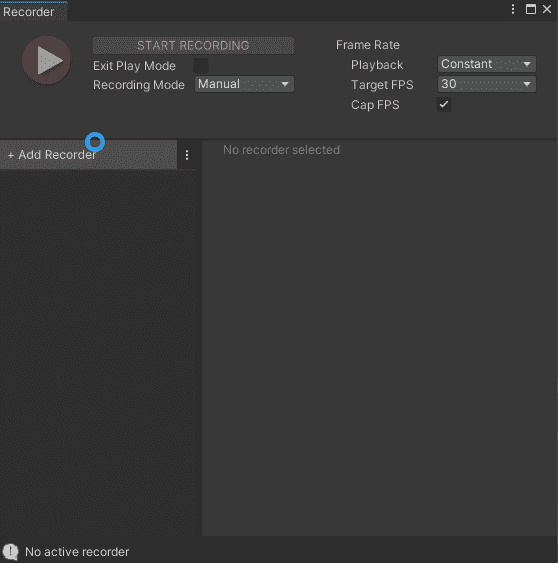 Recorder
START RECORDING
Exit Play Mode
Recording Mode Manual
Frame Rate
Playback Constant
Target FPS 30
Cap FPS
+ Add Recorder
No recorder selected
No active recorder